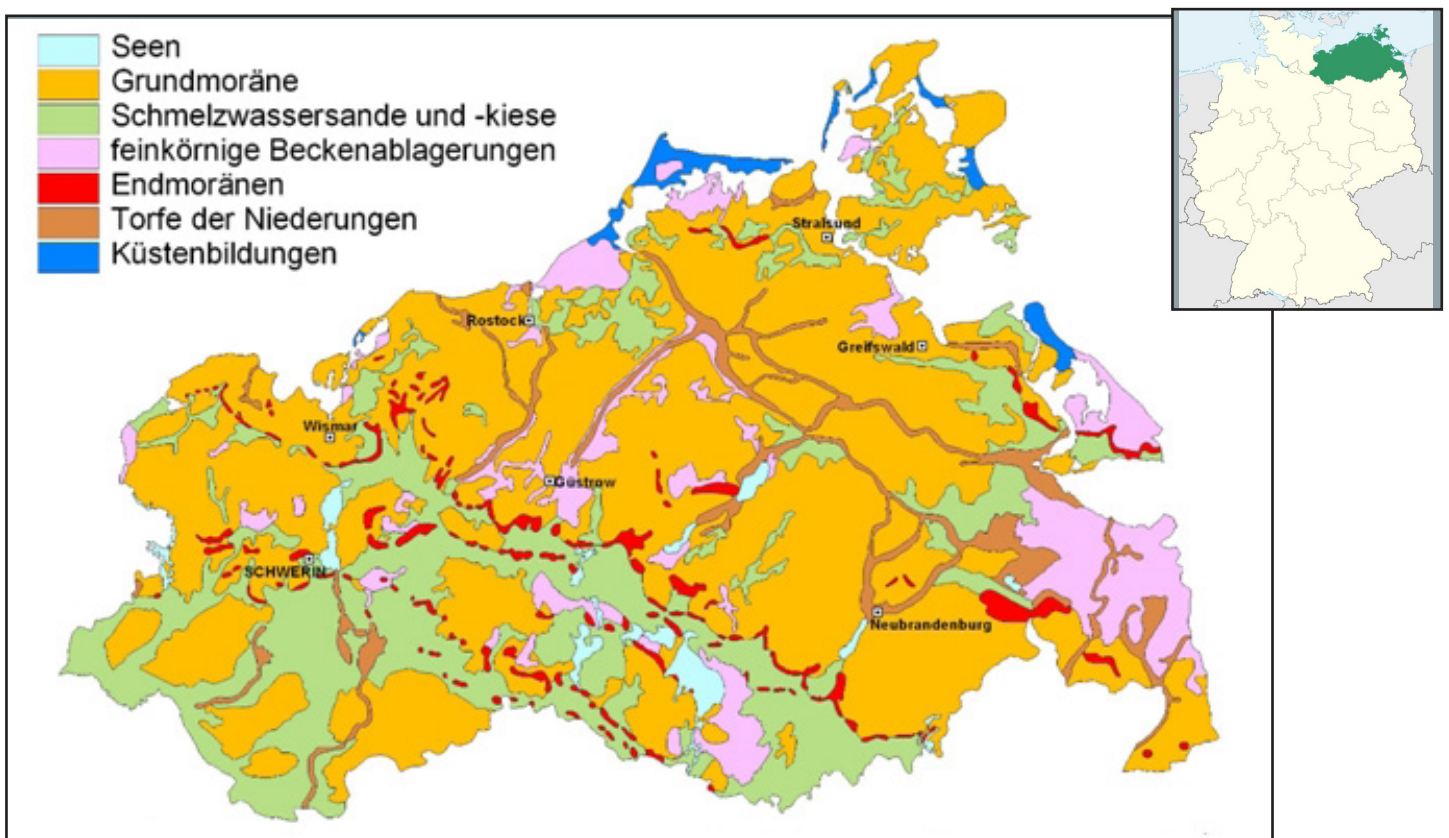 Seen
Grundmoräne
Schmelzwassersande und -kiese
feinkörnige Beckenablagerungen
Endmoränen
Torfe der Niederungen
Küstenbildungen
Stralsund
Rostock
Greifswald
Wismar
Güstrow
SCHWERIN
Neubrandenburg